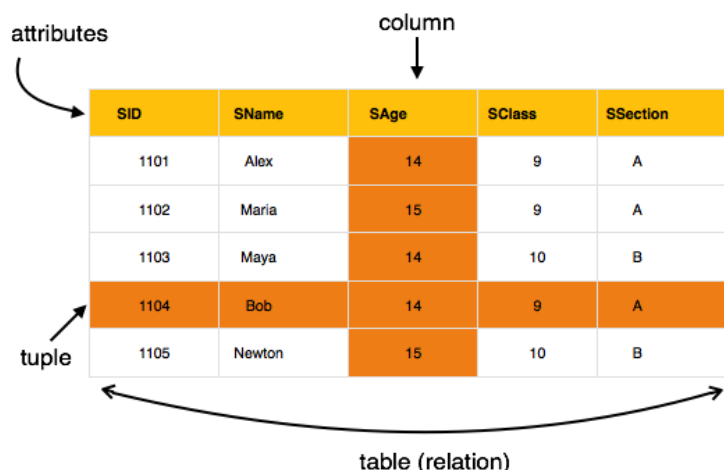 column
attributes
SID SName SAge SClass SSection
1101 Alex 14 9 A
1102 Maria 15 9 A
1103 Maya 14 10 B
1104 Bob 14 9 A
tuple
1105 Newton 15 10 B
table (relation)